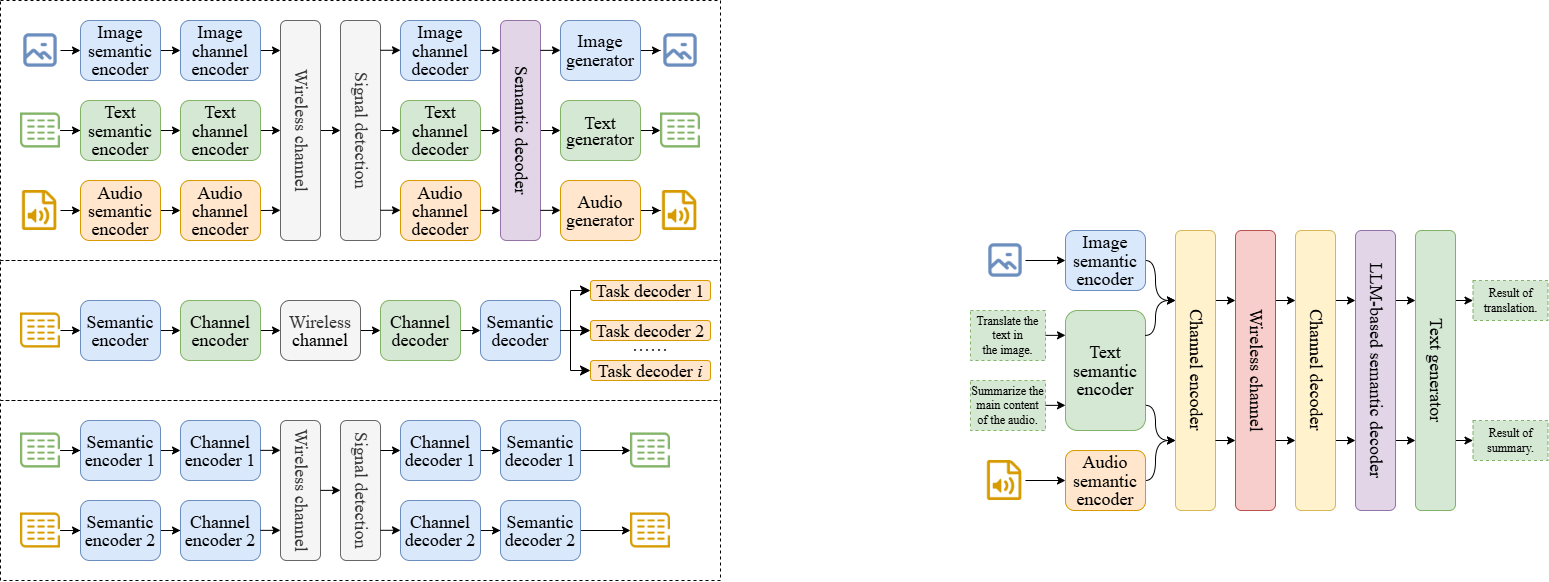 Image
semantic
encoder
Image
channel
encoder
Wireless channel
Signal detection
Image
channel
decoder
Semantic decoder
Image
generator
Text
semantic
encoder
Text
channel
encoder
Text
channel
decoder
Text
generator
Audio
semantic
encoder
Audio
channel
encoder
Audio
channel
decoder
Audio
generator
Semantic
encoder
Channel
encoder
Wireless
channel
Channel
decoder
Semantic
decoder
Task decoder 1
Task decoder 2
......
Task decoder i
Semantic
encoder 1
Channel
encoder 1
Wireless channel
Signal detection
Channel
decoder 1
Semantic
decoder 1
Semantic
encoder 2
Channel
encoder 2
Channel
decoder 2
Semantic
decoder 2
Image
semantic
encoder
Translate the
text in
the image.
Text
semantic
encoder
Summarize the
main content
of the audio.
Audio
semantic
encoder
Channel encoder
Wireless channel
Channel decoder
LLM-based semantic decoder
Text generator
Result of
translation.
Result of
summary.